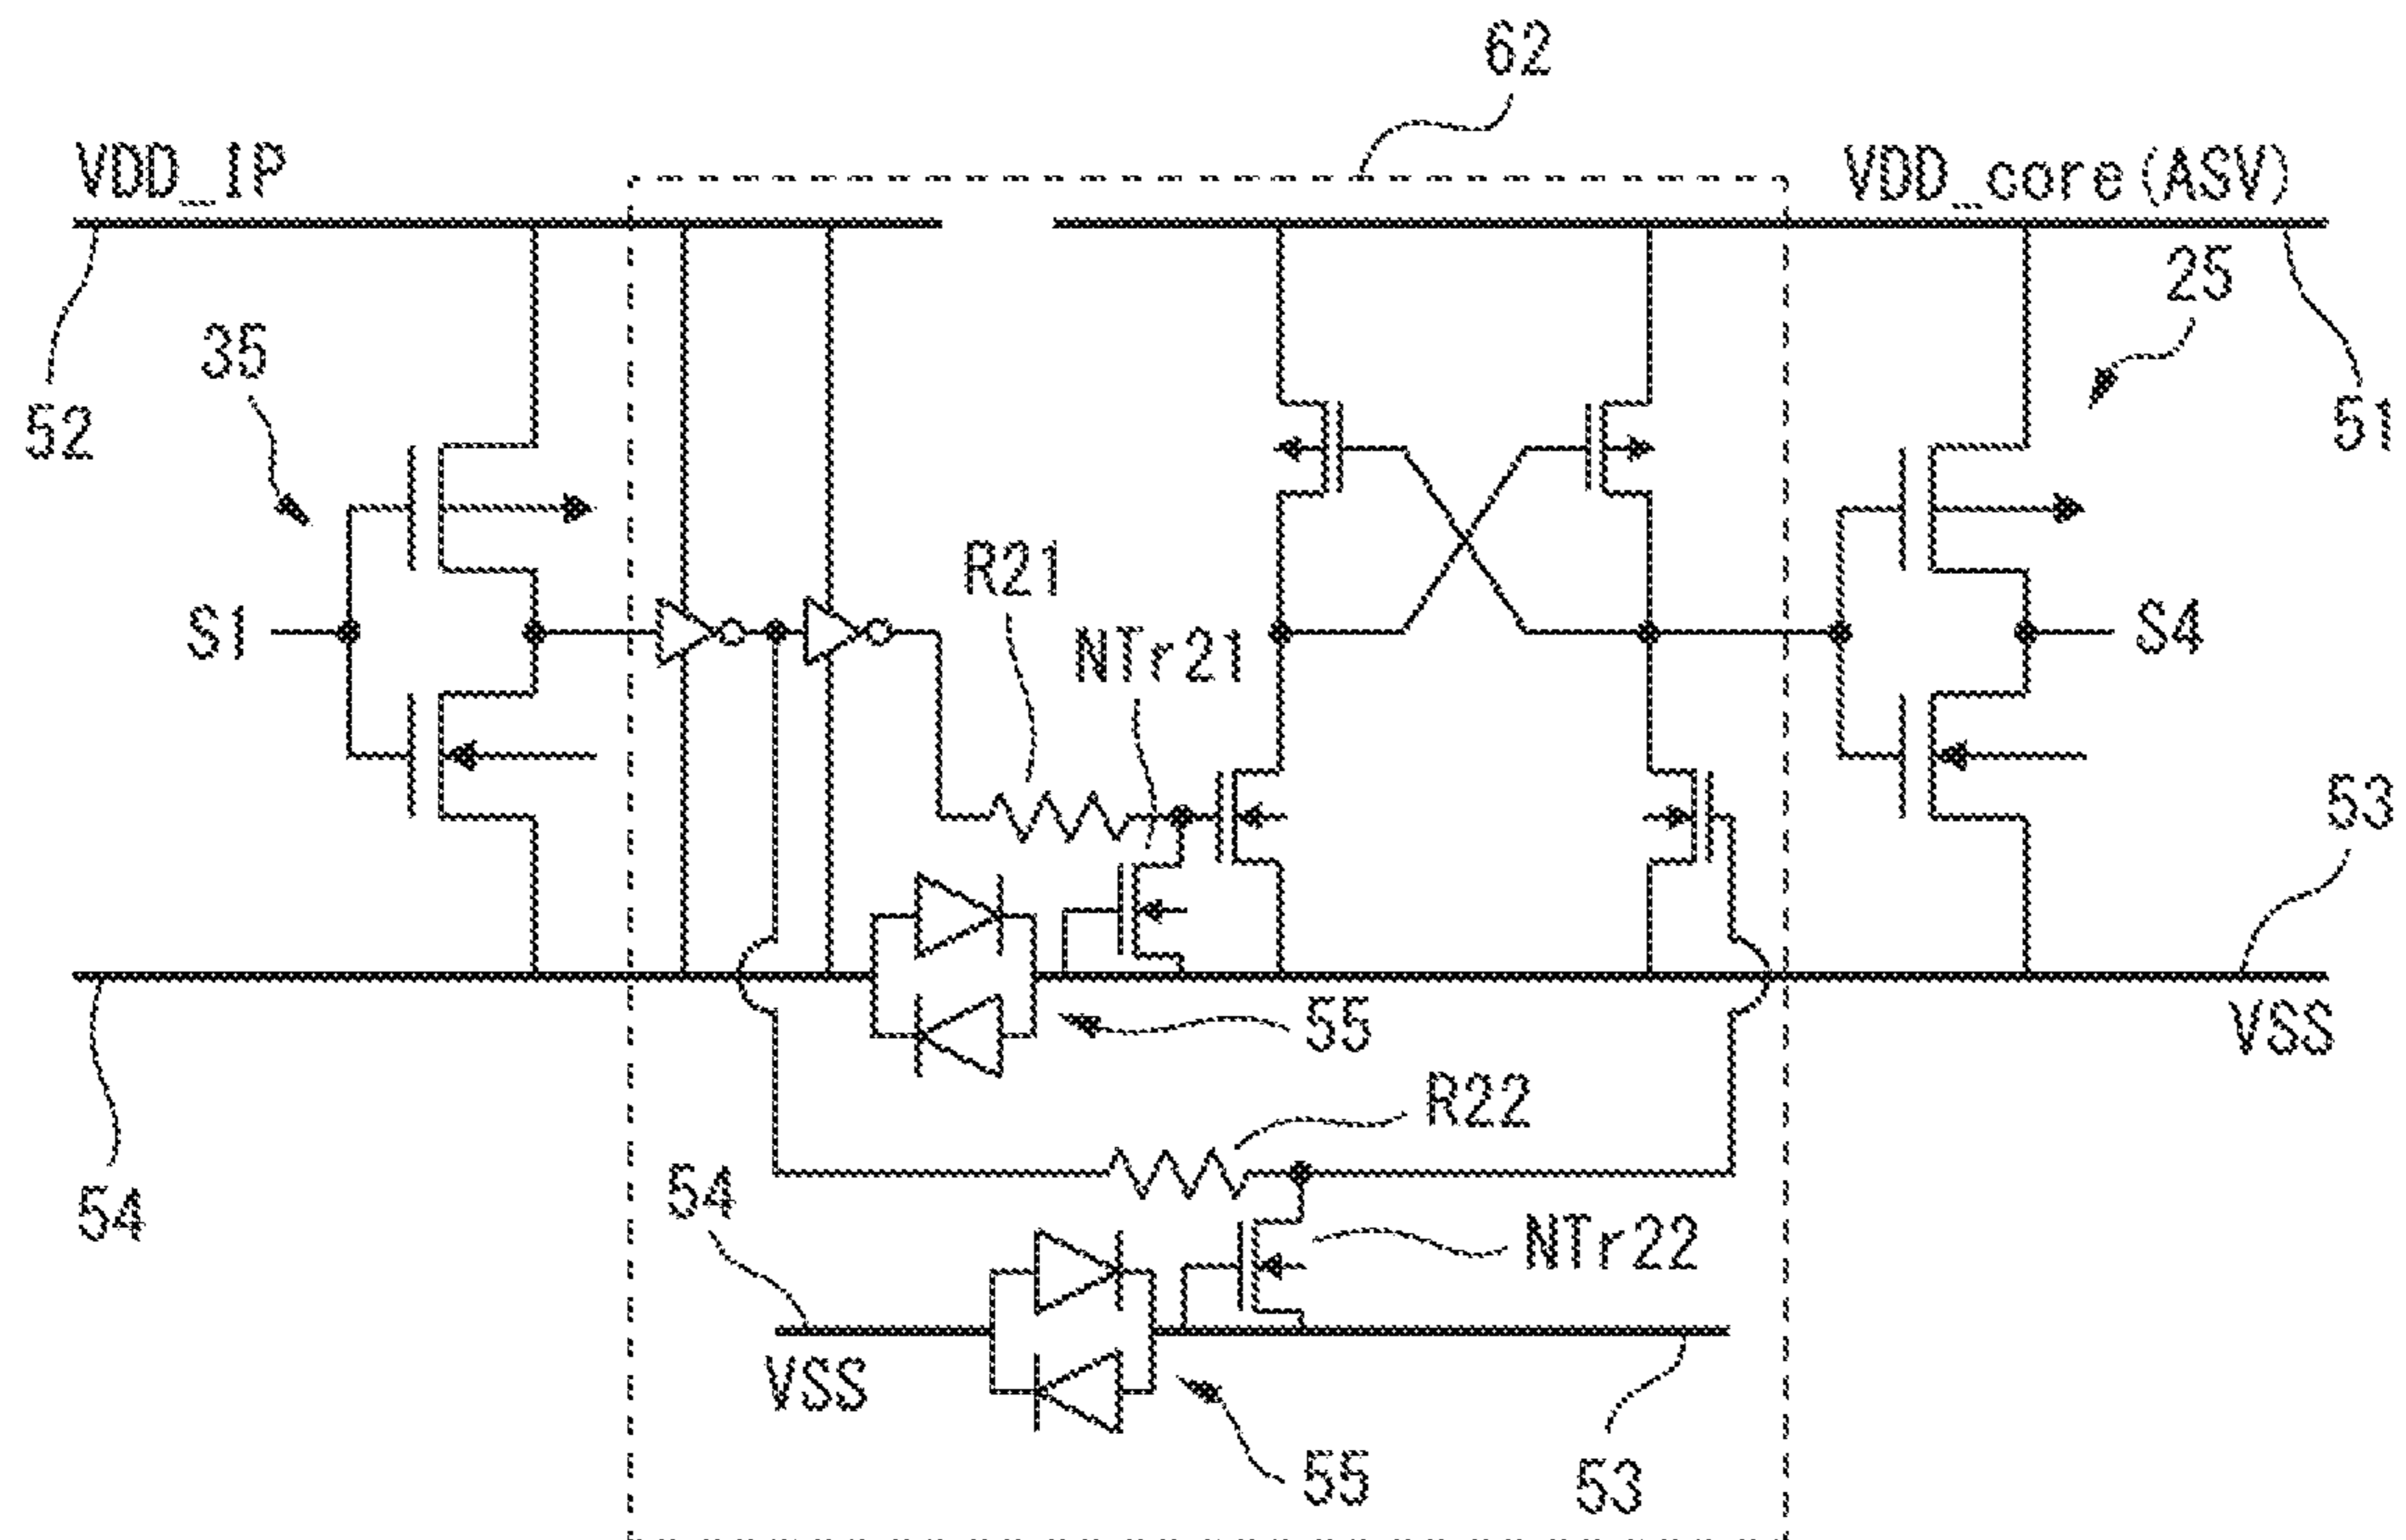 62
VDD_IP
VDD_core(ASV)
25
35
52
51
R21
NTr21
S1
S4
53
55
VSS
R22
54
54
NTr22
VSS
55
53